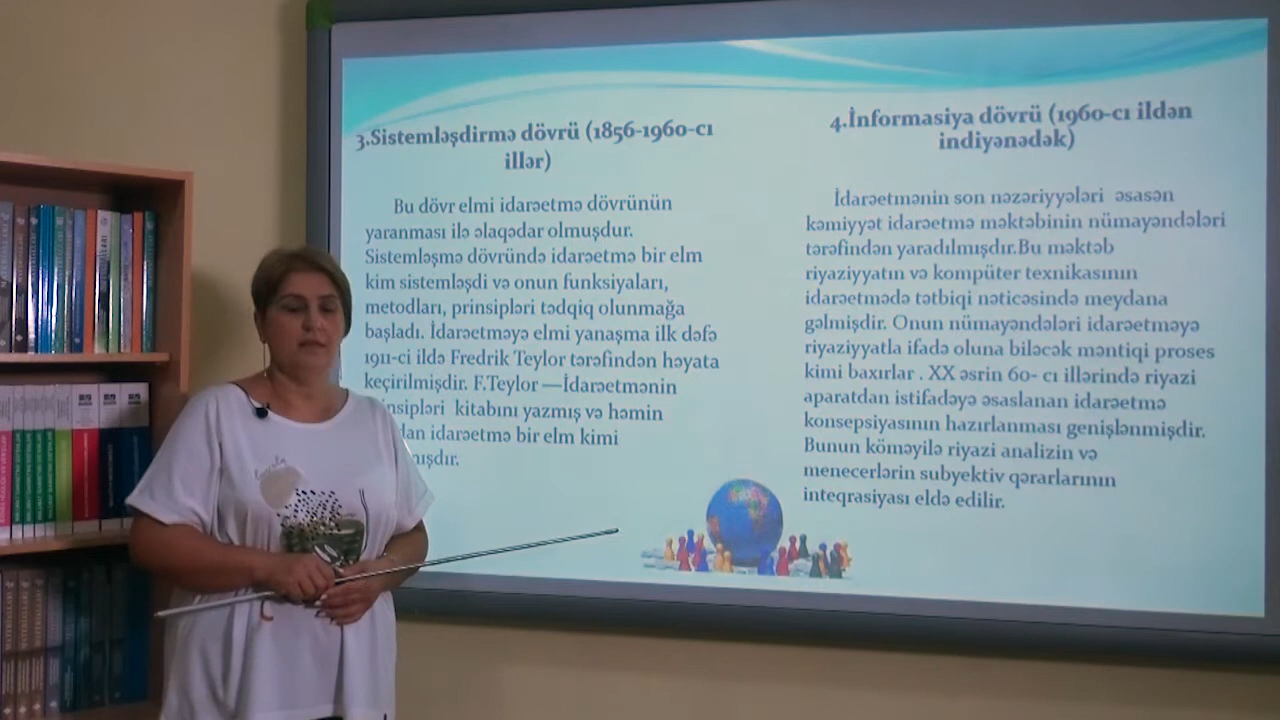 3.Sistemləşdirmə dövrü (1856-1960-cı
illər)
Bu dövr elmi idarəetmə dövrünün
yaranması ilə əlaqədar olmuşdur.
Sistemləşmə dövründə idarəetmə bir elm
kim sistemləşdi və onun funksiyaları,
metodları, prinsipləri tədqiq olunmağa
başladı. İdarəetməyə elmi yanaşma ilk dəfə
1911-ci ildə Fredrik Teylor tərəfindən həyata
keçirilmişdir. F.Teylor —İdarəetmənin
kitabını yazmış və həmin
idarəetmə bir elm kimi
4.İnformasiya dövrü (1960-cı ildən
indiyənədək)
İdarəetmənin son nəzəriyyələri əsasən
kəmiyyət idarəetmə məktəbinin nümayəndələri
tərəfindən yaradılmışdır.Bu məktəb
riyaziyyatın və kompüter texnikasının
idarəetmədə tətbiqi nəticəsində meydana
gəlmişdir. Onun nümayəndələri idarəetməyə
riyaziyyatla ifadə oluna biləcək məntiqi proses
kimi baxırlar . XX əsrin 60- cı illərində riyazi
aparatdan istifadəyə əsaslanan idarəetmə
konsepsiyasının hazırlanması genişlənmişdir.
Bunun köməyilə riyazi analizin və
menecerlərin subyektiv qərarlarının
inteqrasiyası eldə edilir.